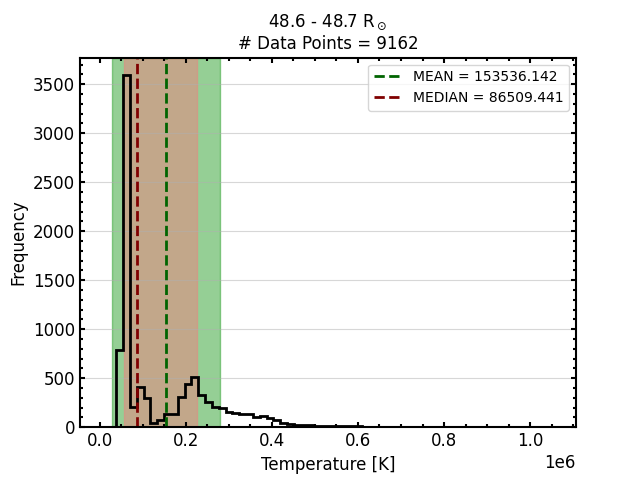 48.6 - 48.7 R⊙
# Data Points = 9162
MEAN = 153536.142
MEDIAN = 86509.441
3500
3000
2500
2000
1500
1000
500
0
Frequency
0.0 0.2 0.4 0.6 0.8 1.0
1e6
Temperature [K]